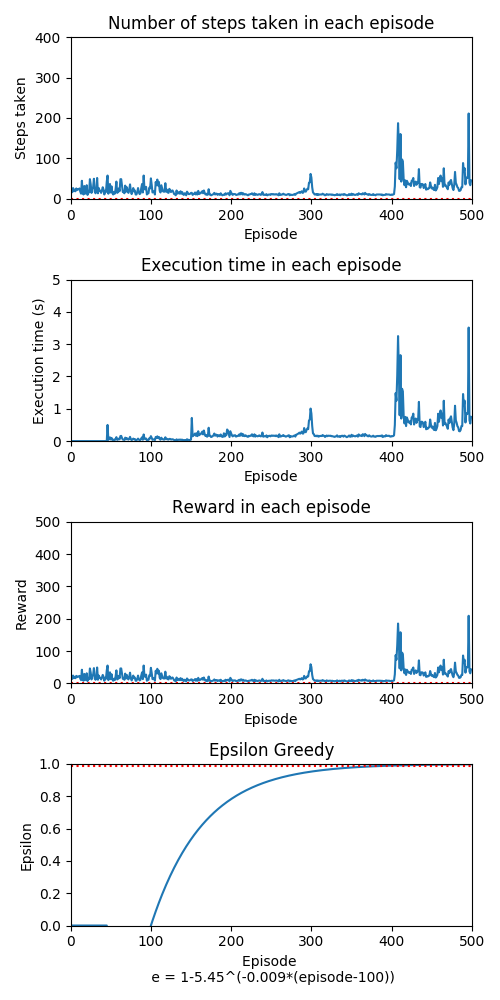 Number of steps taken in each episode
400
300
200
100
0
Steps taken
0 100 200 300 400 500
Episode
Execution time in each episode
5
4
3
2
1
0
Execution time (s)
0 100 200 300 400 500
Episode
Reward in each episode
500
400
300
200
100
0
Reward
0 100 200 300 400 500
Episode
Epsilon Greedy
1.0
0.8
0.6
0.4
0.2
0.0
Epsilon
0 100 200 300 400 500
Episode
e = 1-5.45^(-0.009*(episode-100))